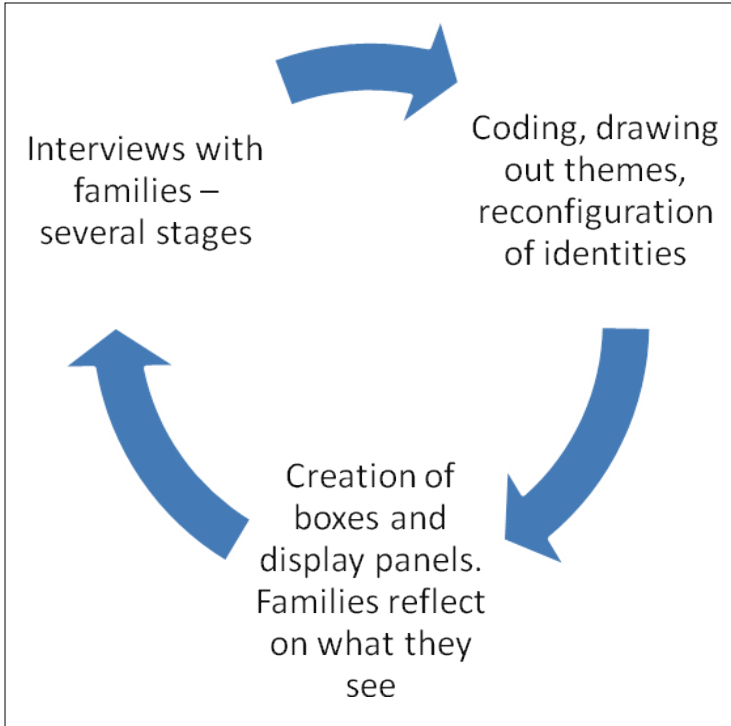 Interviews with
families –
several stages
Coding, drawing
out themes,
reconfiguration
of identities
Creation of
boxes and
display panels.
Families reflect
on what they
see